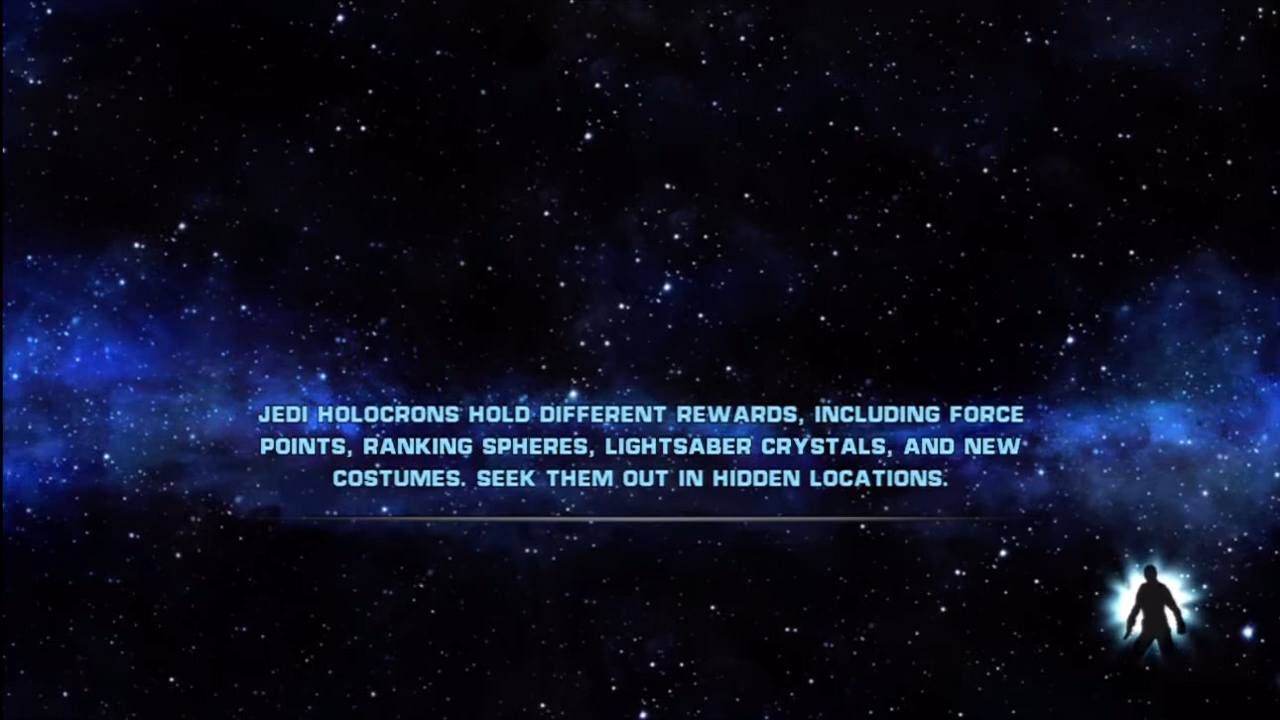 JEDI HOLOCRONS HOLD DIFFERENT REWARDS, INCLUDING FORCE
POINTS, RANKING SPHERES, LIGHTSABER CRYSTALS, AND NEW
COSTUMES. SEEK THEM OUT IN HIDDEN LOCATIONS.